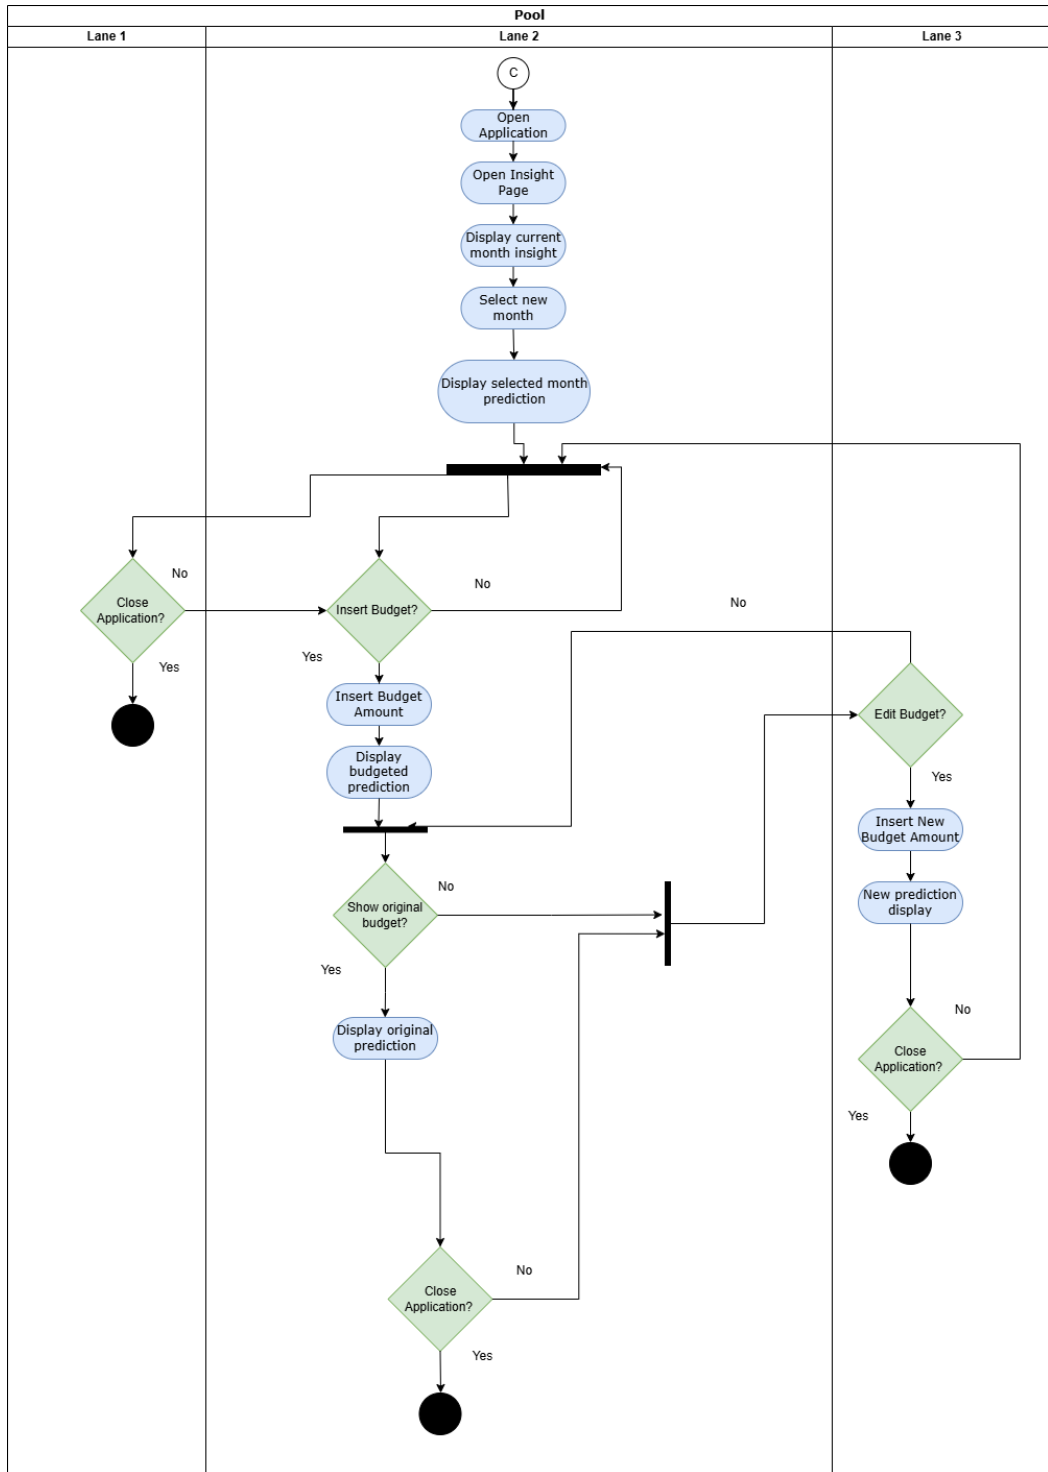 Pool
Lane 1
Lane 2
Lane 3
C
Open
Application
Open Insight
Page
Display current
month insight
Select new
month
Display selected month
prediction
No
Close
Application?
Yes
Insert Budget?
No
Yes
Insert Budget
Amount
Display
budgeted
prediction
No
Edit Budget?
Yes
Insert New
Budget Amount
New prediction
display
No
Show original
budget?
Yes
Display original
prediction
No
Close
Application?
Yes
No
Close
Application?
Yes